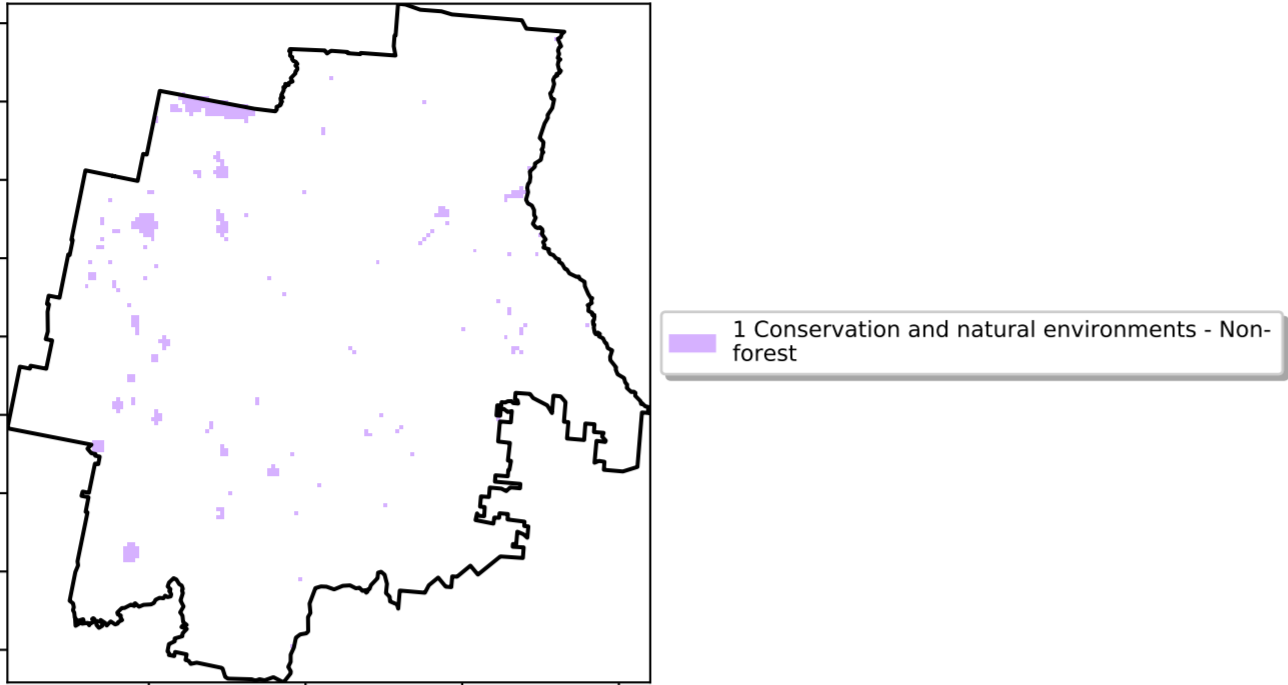 1 Conservation and natural environments - Non-
forest